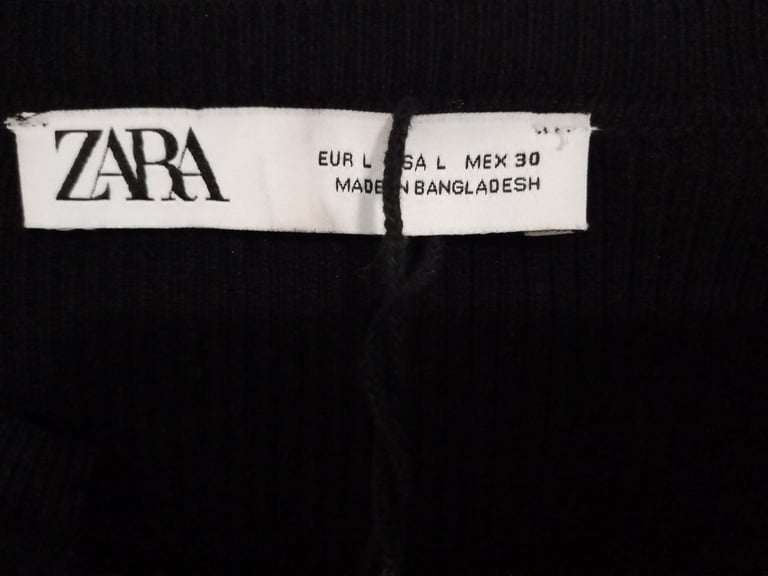 ZARA
EUR L USA L MEX 30
MADE IN BANGLADESH